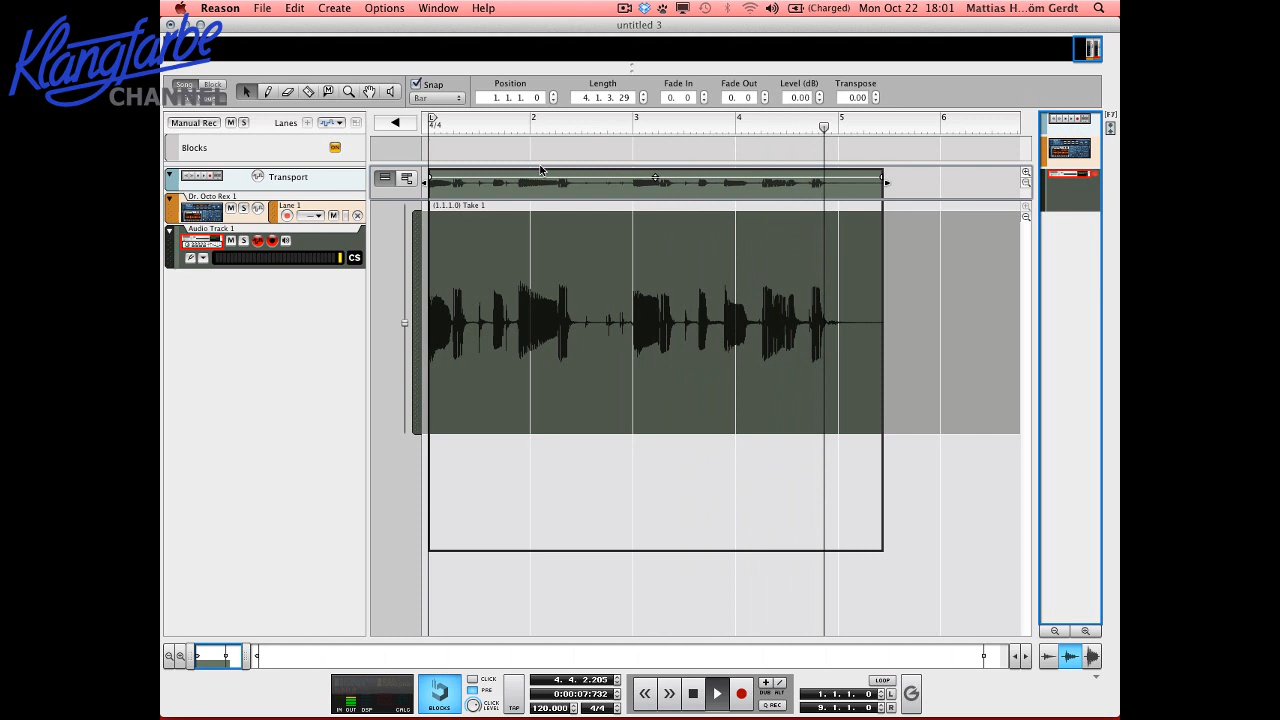 Reason File Edit Create Options Window Help (Charged) Mon Oct 22 18:01 Mattias H...öm Gerdt
untitled 3
Klangfarbe
CHANNEL
Song Block
Snap
Bar
Position
1. 1. 1. 0
Length
4. 1. 3. 29
Fade In
0. 0
Fade Out
0. 0
Level (dB)
0.00
Transpose
0.00
[F7]
Manual Rec M S Lanes
L 2 3 4 5 6
4/4
Blocks ON
Transport
Dr. Octo Rex 1
M S Lane 1
M
(1.1.1.0) Take 1
Audio Track 1
M S
CS
IN OUT DSP CALC
BLOCKS
CLICK
PRE
CLICK LEVEL
TAP
4. 4. 2.205
0:00:07:732
120.000 4/4
DUB ALT
Q REC
LOOP
1. 1. 1. 0 L
9. 1. 1. 0 R